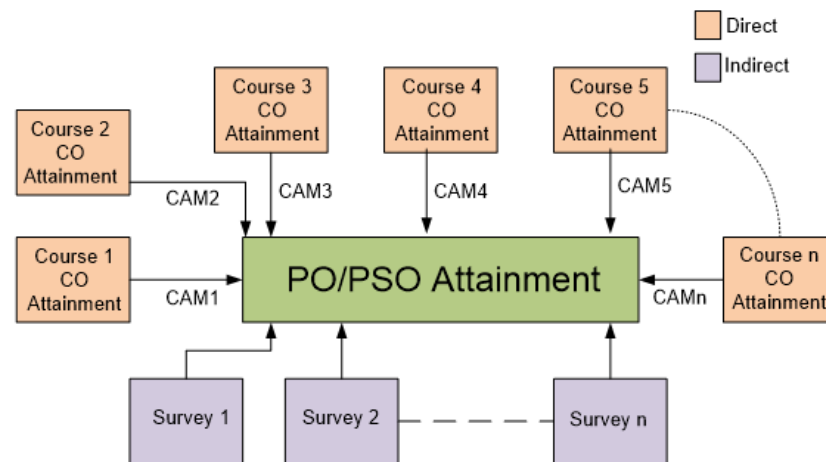 Direct
Indirect
Course 3
CO
Attainment
Course 4
CO
Attainment
Course 5
CO
Attainment
Course 2
CO
Attainment
CAM2
CAM3
CAM4
CAM5
Course 1
CO
Attainment
CAM1
PO/PSO Attainment
CAMn
Course n
CO
Attainment
Survey 1
Survey 2
Survey n